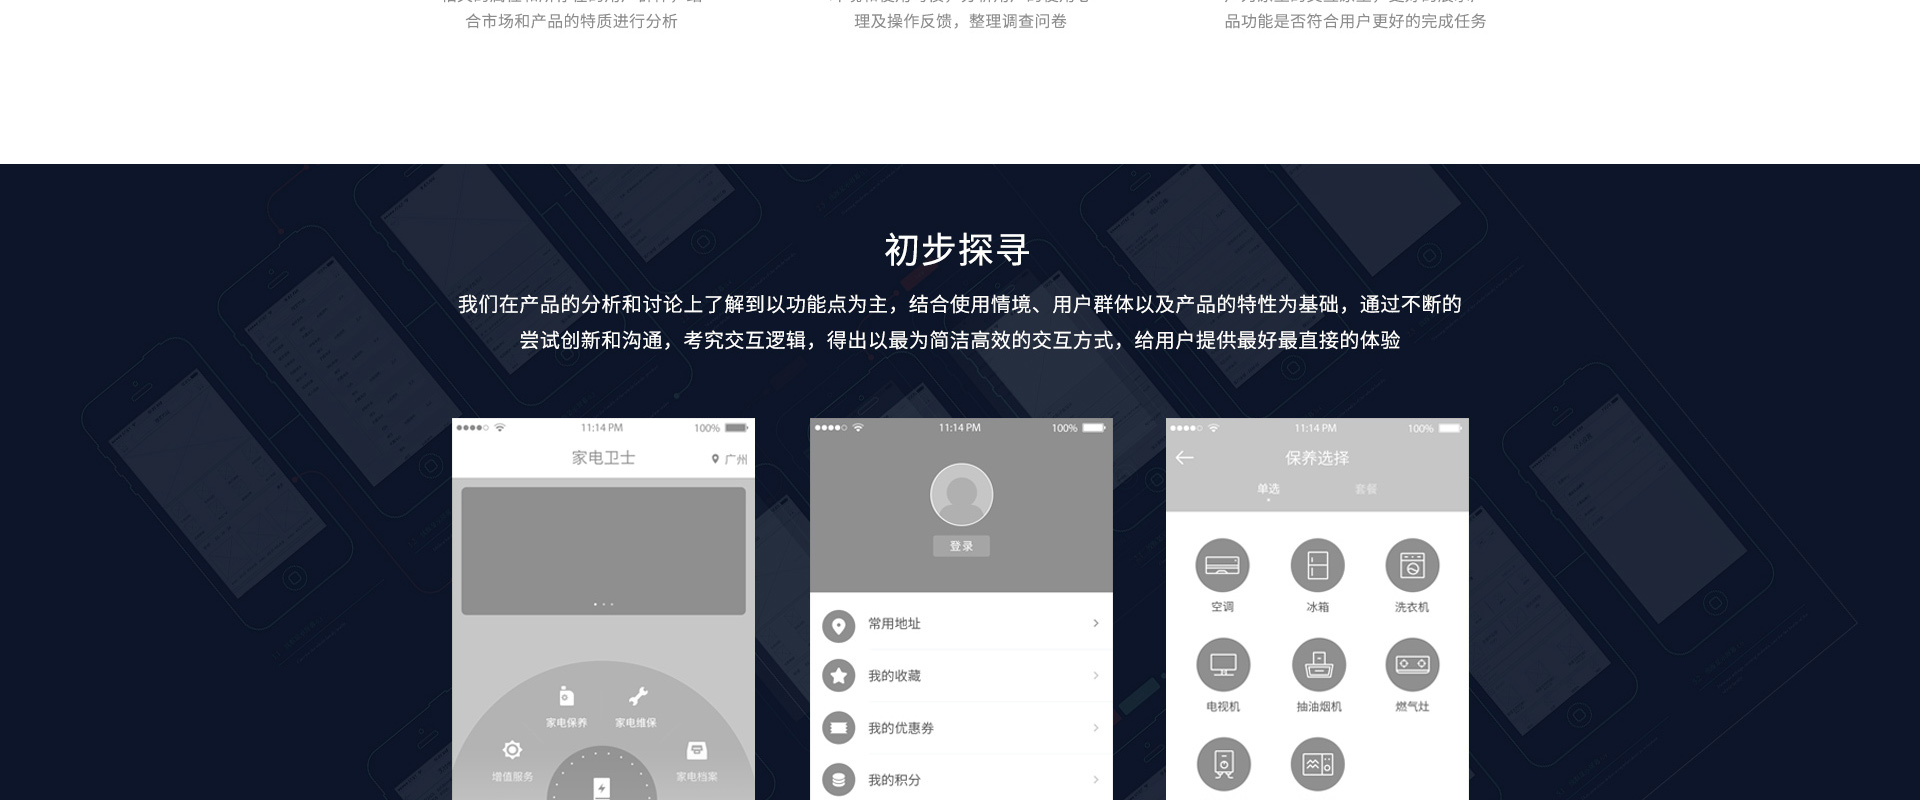 合市场和产品的特质进行分析
理及操作反馈，整理调查问卷
品功能是否符合用户更好的完成任务
初步探寻
我们在产品的分析和讨论上了解到以功能点为主，结合使用情境、用户群体以及产品的特性为基础，通过不断的
尝试创新和沟通，考究交互逻辑，得出以最为简洁高效的交互方式，给用户提供最好最直接的体验
11:14 PM
100%
家电卫士
广州
家电保养
家电维保
增值服务
家电档案
11:14 PM
100%
登录
常用地址
我的收藏
我的优惠券
我的积分
11:14 PM
100%
保养选择
单选
套餐
空调
冰箱
洗衣机
电视机
抽油烟机
燃气灶